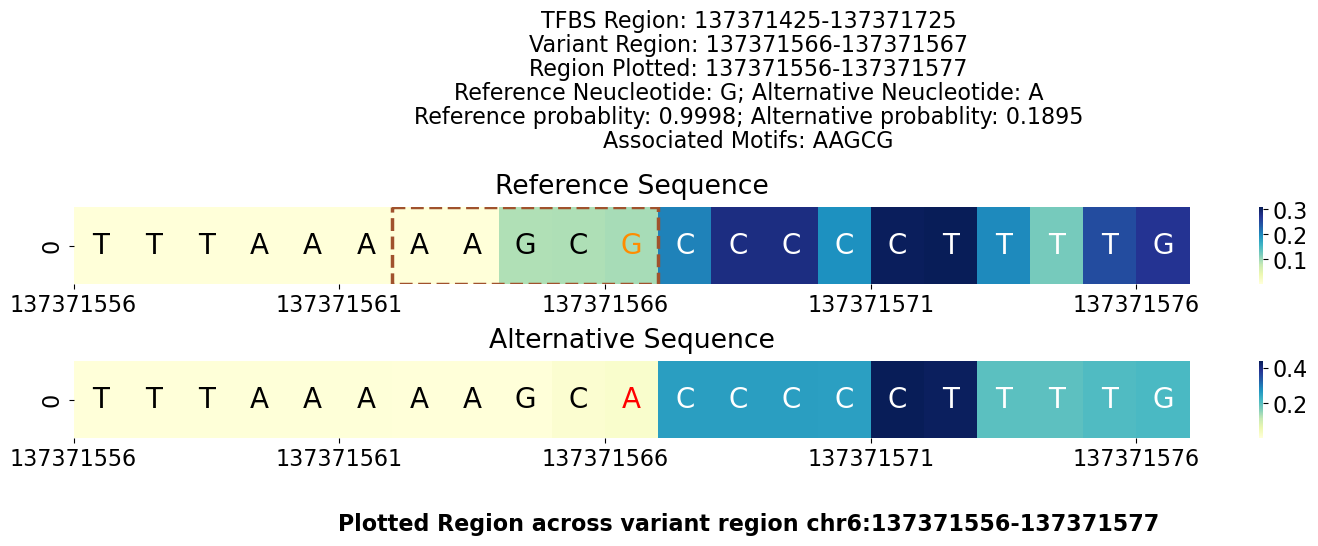 TFBS Region: 137371425-137371725
Variant Region: 137371566-137371567
Region Plotted: 137371556-137371577
Reference Neucleotide: G; Alternative Neucleotide: A
Reference probablity: 0.9998; Alternative probablity: 0.1895
Associated Motifs: AAGCG
Reference Sequence
0 T T T A A A A A G C G C C C C C T T T T G 0.3 0.2 0.1
137371556 137371561 137371566 137371571 137371576
Alternative Sequence
0 T T T A A A A A G C A C C C C C T T T T G 0.4 0.2
137371556 137371561 137371566 137371571 137371576
Plotted Region across variant region chr6:137371556-137371577